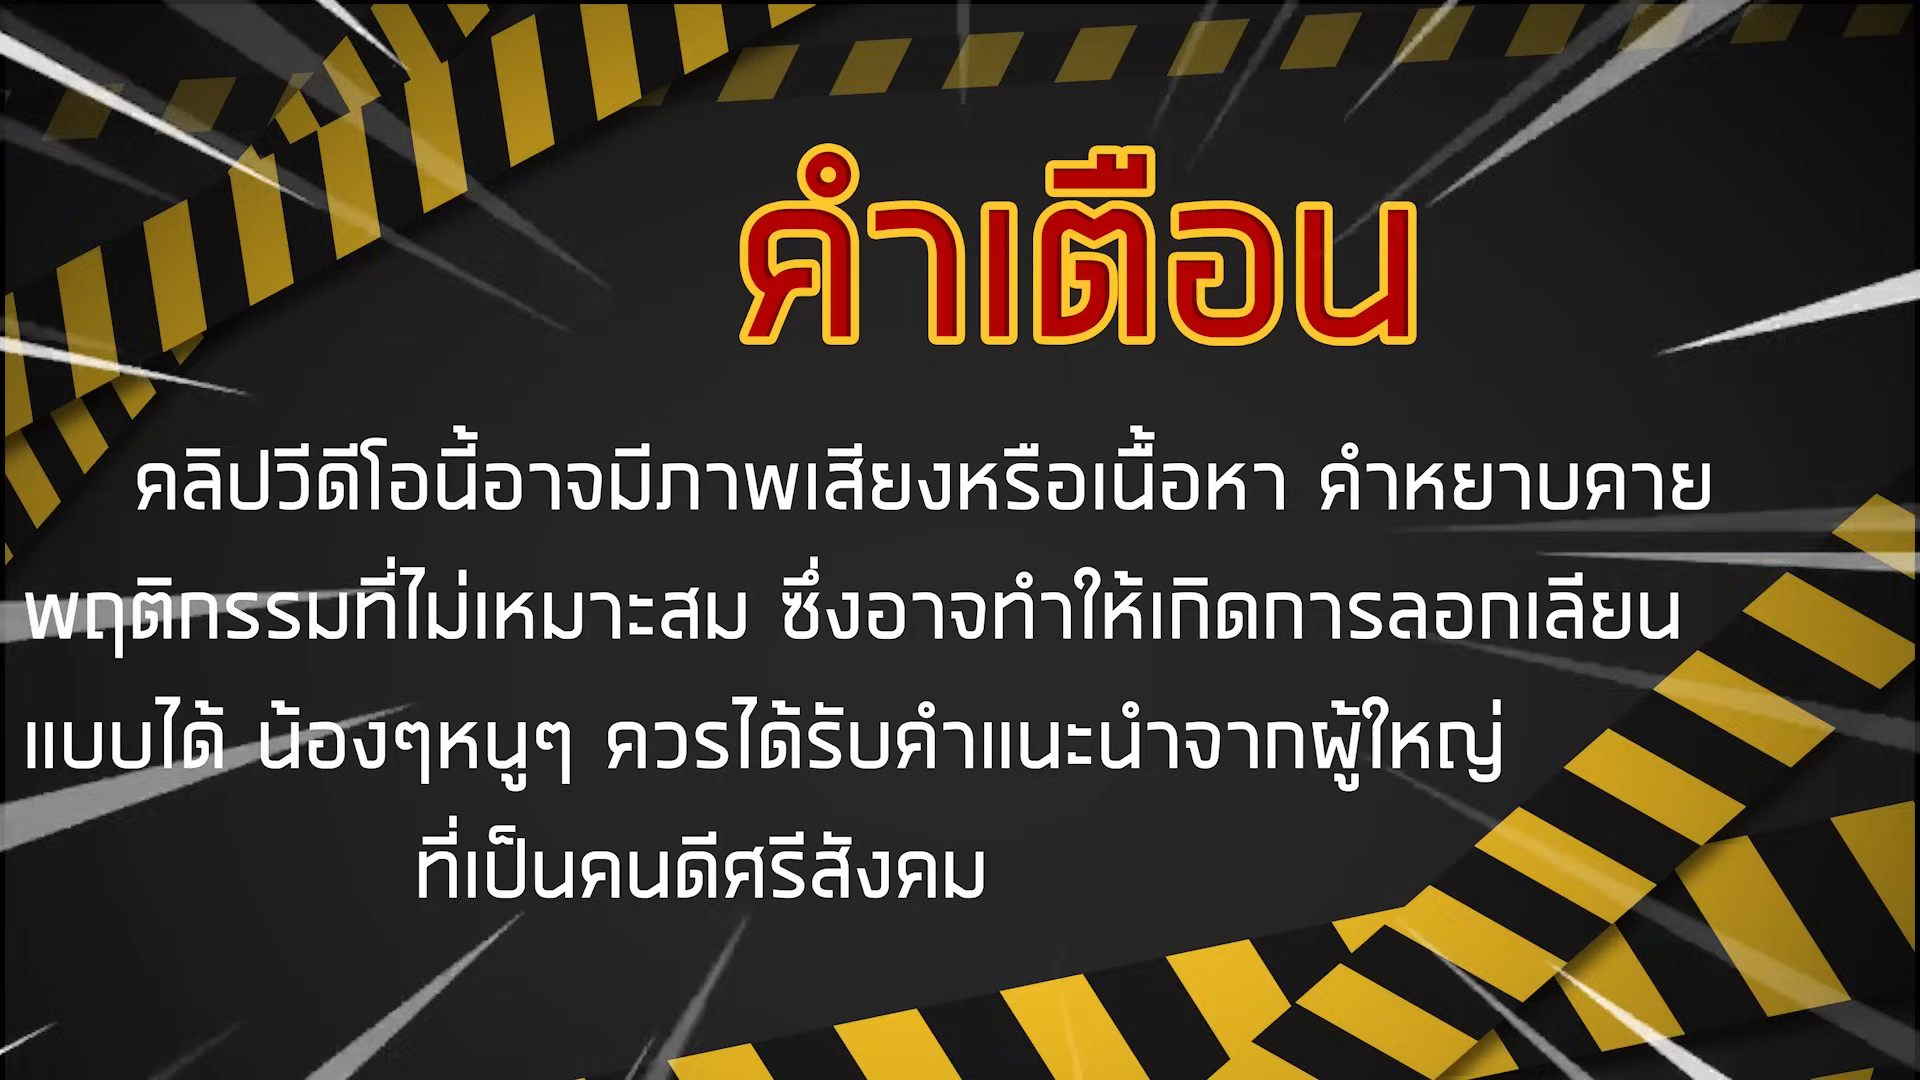 คำเตือน
คลิปวีดีโอนี้อาจมีภาพเสียงหรือเนื้อหา คำหยาบคาย
พฤติกรรมที่ไม่เหมาะสม ซึ่งอาจทำให้เกิดการลอกเลียน
แบบได้ น้องๆหนูๆ ควรได้รับคำแนะนำจากผู้ใหญ่
ที่เป็นคนดีศรีสังคม